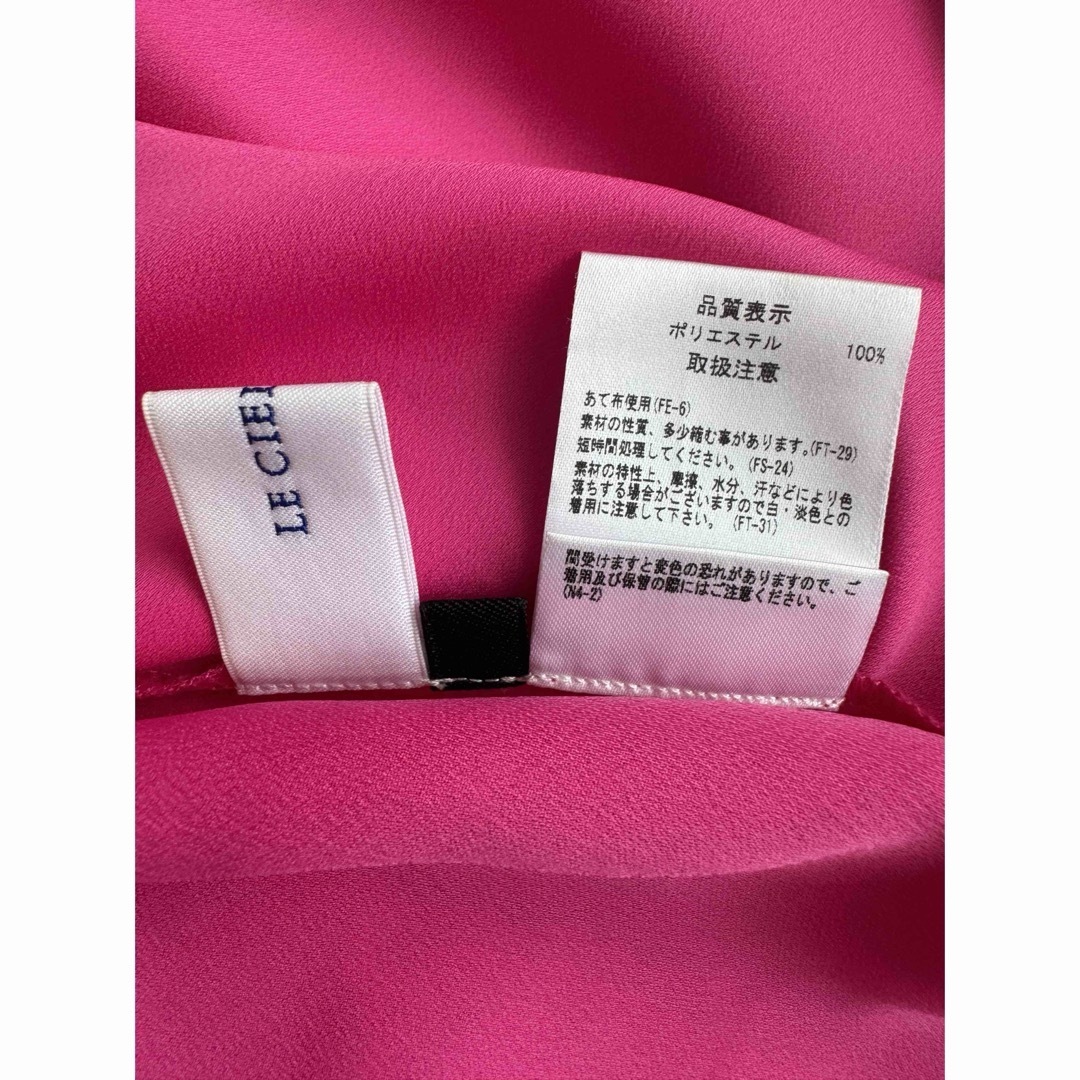 LE CIE
品質表示
ポリエステル 100%
取扱注意
あて布使用(FE-6)
素材の性質、多少縮む事があります。(FT-29)
短時間処理してください。(FS-24)
素材の特性上、摩擦、水分、汗などにより色
落ちする場合がございますので白・淡色との
着用に注意して下さい。(FT-31)
間受けますと変色の恐れがありますので、ご
着用及び保管の際にはご注意ください。
(N4-2)